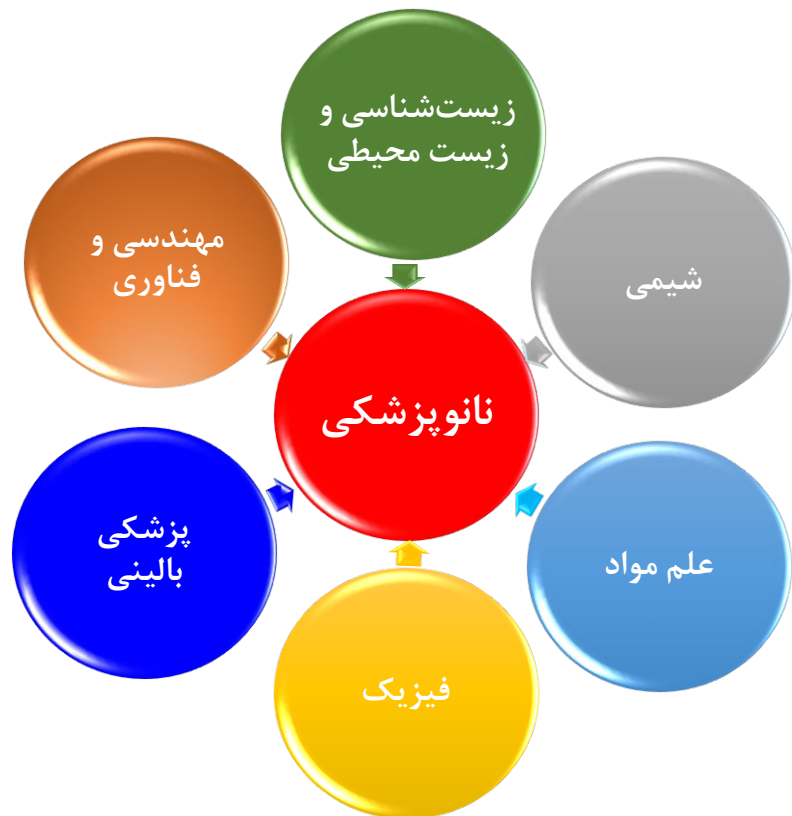 زیست‌شناسی و
زیست محیطی
مهندسی و
فناوری
شیمی
نانوپزشکی
پزشکی
بالینی
علم مواد
فیزیک